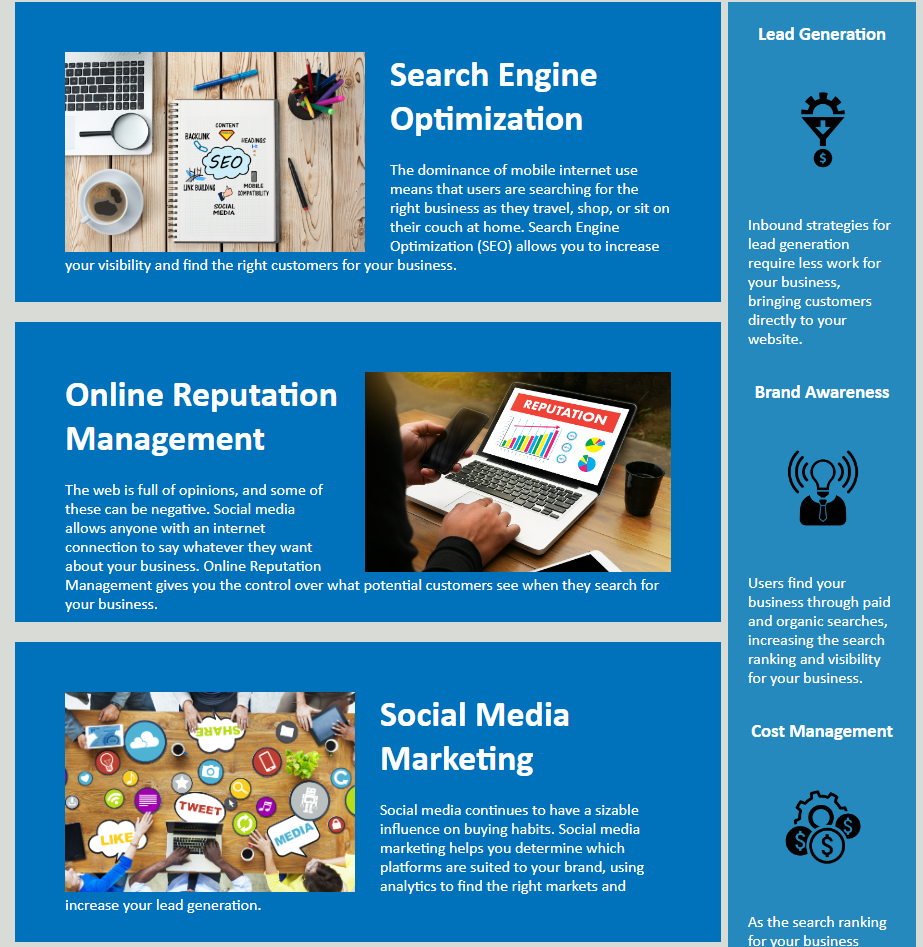 Search Engine
Optimization
The dominance of mobile internet use
means that users are searching for the
right business as they travel, shop, or sit on
their couch at home. Search Engine
Optimization (SEO) allows you to increase
your visibility and find the right customers for your business.
CONTENT
BACKLINK
HEADINGS
SEO
LINK BUILDING
MOBILE
COMPATIBILITY
SOCIAL
MEDIA
Online Reputation
Management
The web is full of opinions, and some of
these can be negative. Social media
allows anyone with an internet
connection to say whatever they want
about your business. Online Reputation
Management gives you the control over what potential customers see when they search for
your business.
REPUTATION
Social Media
Marketing
Social media continues to have a sizable
influence on buying habits. Social media
marketing helps you determine which
platforms are suited to your brand, using
analytics to find the right markets and
increase your lead generation.
SHARE
TWEET
LIKE
MEDIA
Lead Generation
$
Inbound strategies for
lead generation
require less work for
your business,
bringing customers
directly to your
website.
Brand Awareness
Users find your
business through paid
and organic searches,
increasing the search
ranking and visibility
for your business.
Cost Management
$ $ $
As the search ranking
for your business